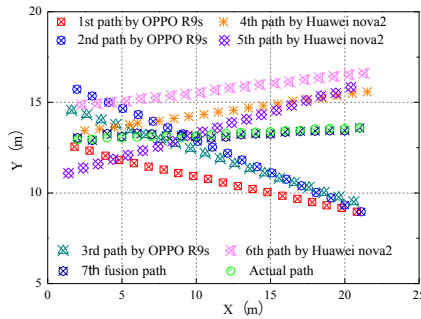 20
1st path by OPPO R9s
4th path by Huawei nova2
2nd path by OPPO R9s
5th path by Huawei nova2
15
Y (m)
10
3rd path by OPPO R9s
6th path by Huawei nova2
7th fusion path
Actual path
5
0 5 10 15 20 25
X (m)